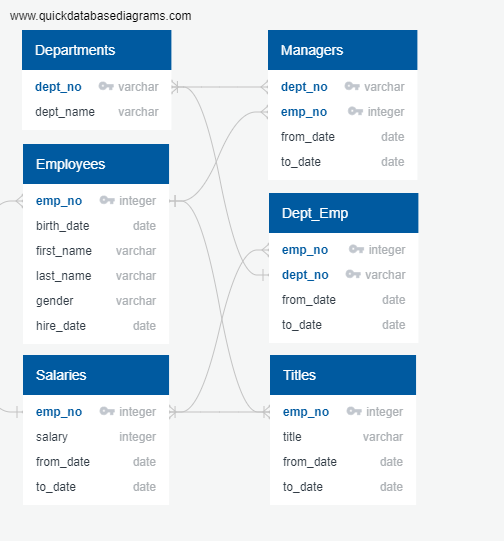 www.quickdatabasediagrams.com
Departments
dept_no varchar
dept_name varchar
Employees
emp_no integer
birth_date date
first_name varchar
last_name varchar
gender varchar
hire_date date
Salaries
emp_no integer
salary integer
from_date date
to_date date
Managers
dept_no varchar
emp_no integer
from_date date
to_date date
Dept_Emp
emp_no integer
dept_no varchar
from_date date
to_date date
Titles
emp_no integer
title varchar
from_date date
to_date date